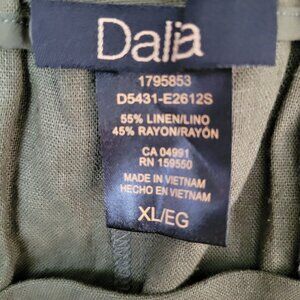 Dalia
1795853
D5431-E2612S
55% LINEN/LINO
45% RAYON/RAYÓN
CA 04991
RN 159550
MADE IN VIETNAM
HECHO EN VIETNAM
XL/EG